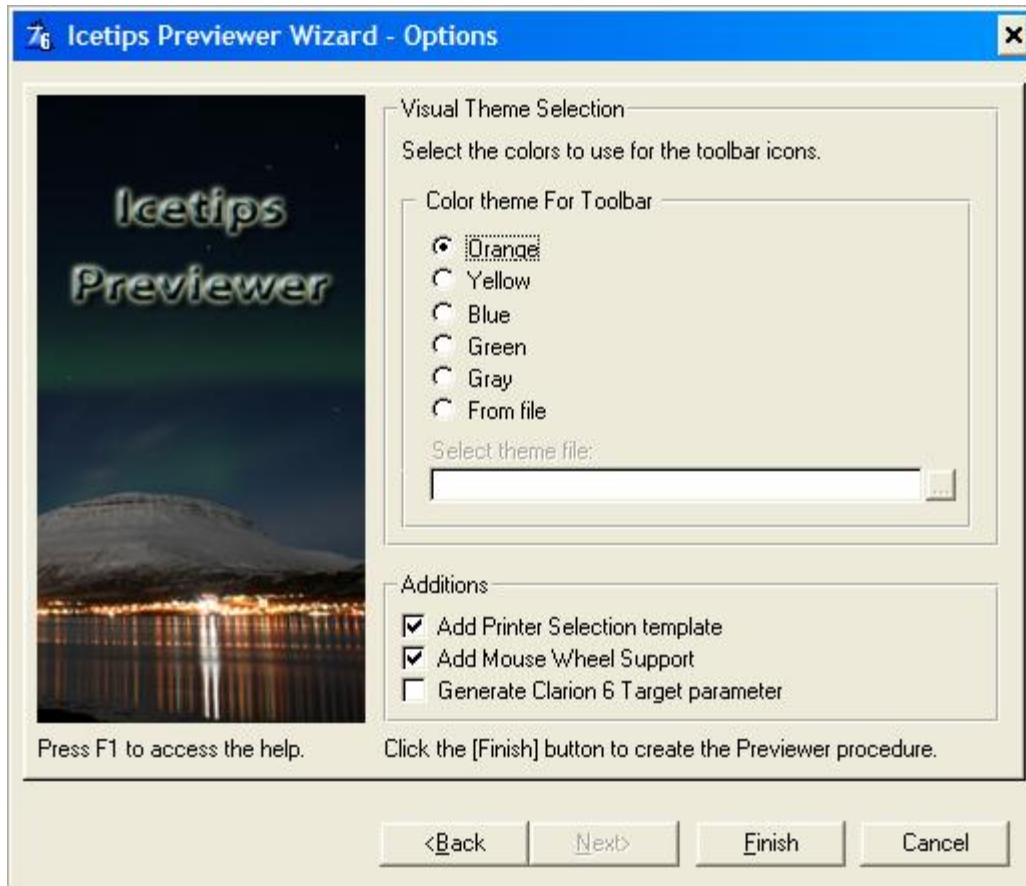 Icetips Previewer Wizard - Options
Icetips
Previewer
Visual Theme Selection
Select the colors to use for the toolbar icons.
Color theme For Toolbar
Orange
Yellow
Blue
Green
Gray
From file
Select theme file:
...
Additions
Add Printer Selection template
Add Mouse Wheel Support
Generate Clarion 6 Target parameter
Press F1 to access the help.
Click the [Finish] button to create the Previewer procedure.
<Back
Next>
Finish
Cancel